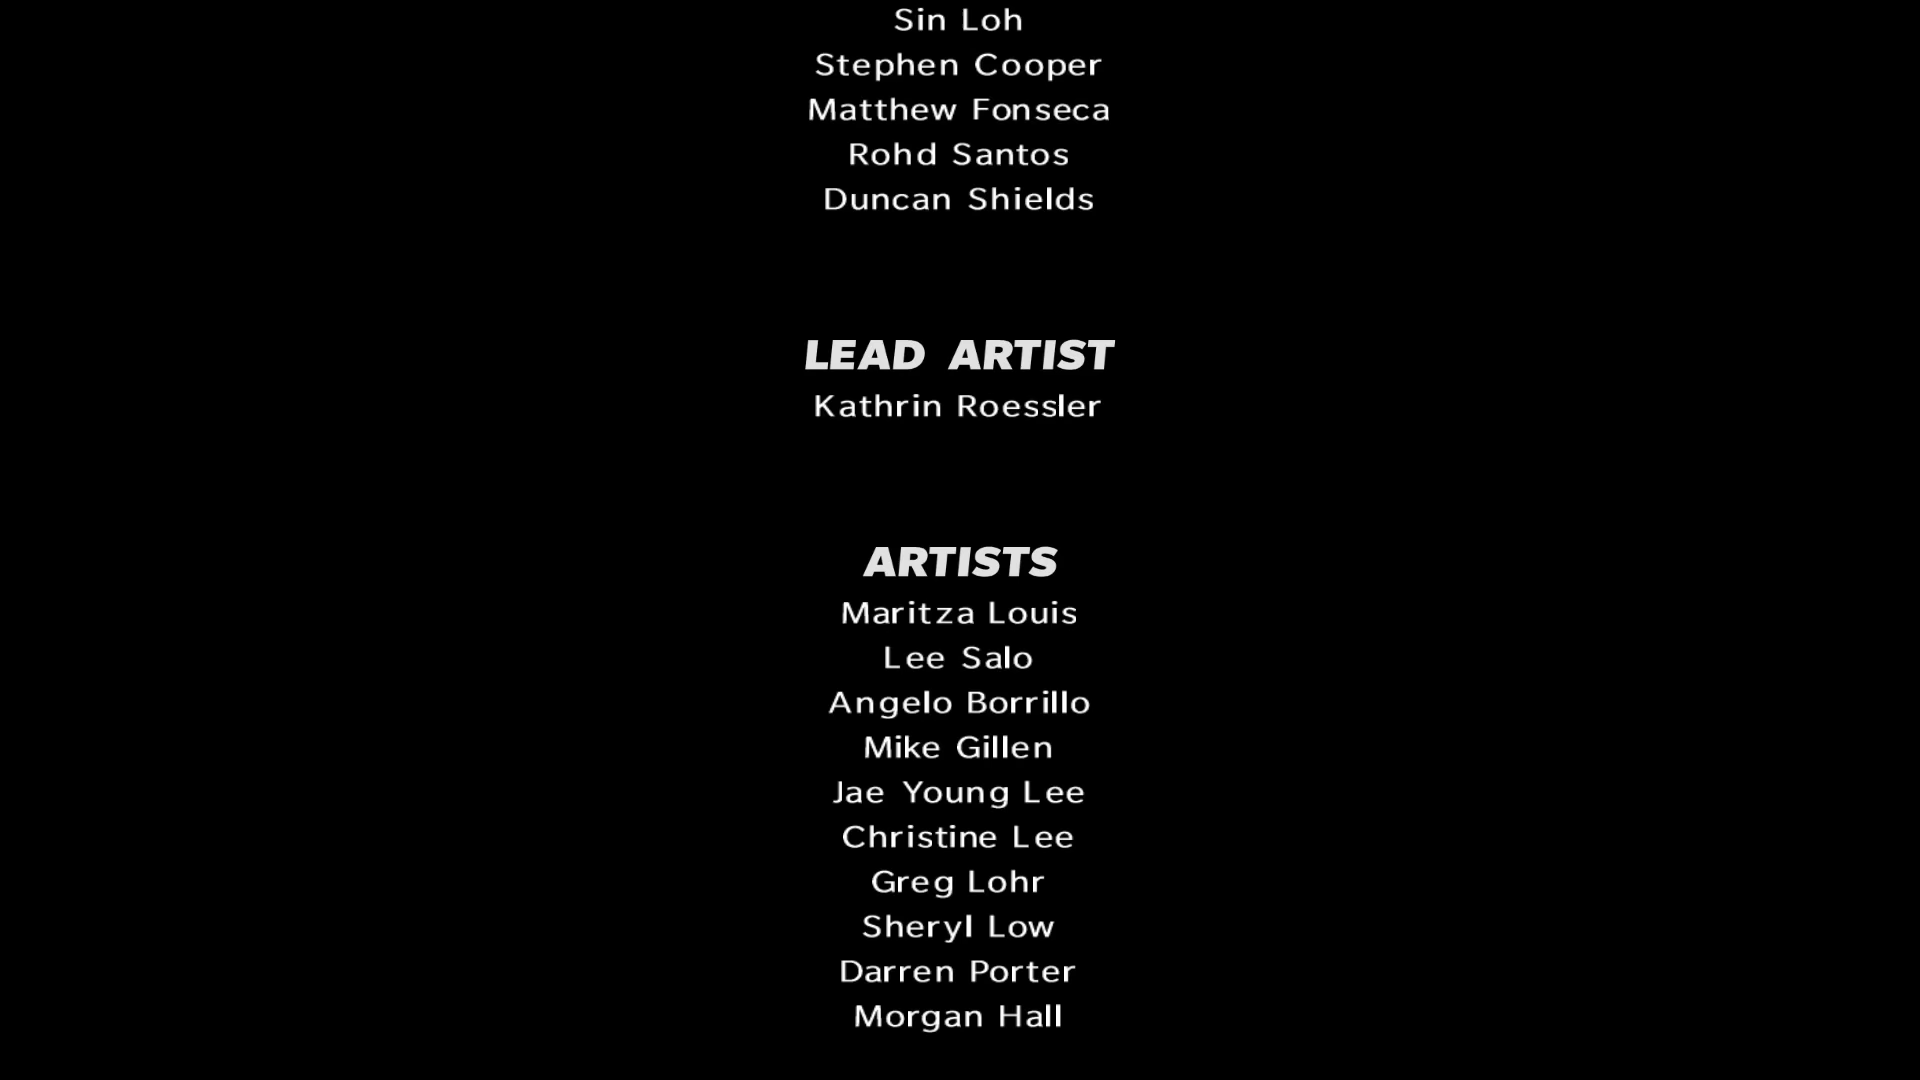 Sin Loh
Stephen Cooper
Matthew Fonseca
Rohd Santos
Duncan Shields
LEAD ARTIST
Kathrin Roessler
ARTISTS
Maritza Louis
Lee Salo
Angelo Borrillo
Mike Gillen
Jae Young Lee
Christine Lee
Greg Lohr
Sheryl Low
Darren Porter
Morgan Hall